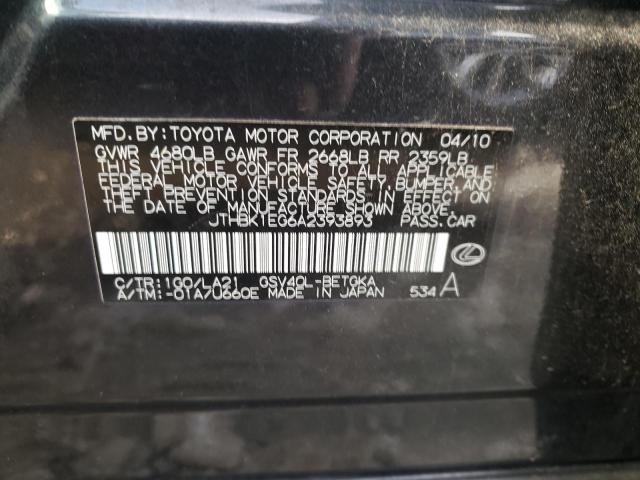 MFD.BY:TOYOTA MOTOR CORPORATION 04/10
GVWR 4680LB GAWR FR 2668LB RR 2359LB
THIS VEHICLE CONFORMS TO ALL APPLICABLE
FEDERAL MOTOR VEHICLE SAFETY,BUMPER AND
THEFT PREVENTION STANDARDS IN EFFECT ON
THE DATE OF MANUFACTURE SHOWN ABOVE.
JTHBK1EG6A2393893 PASS.CAR
C/TR:1G0/LA21 GSV40L-BETGKA
A/TM:-01A/U660E MADE IN JAPAN 534 A